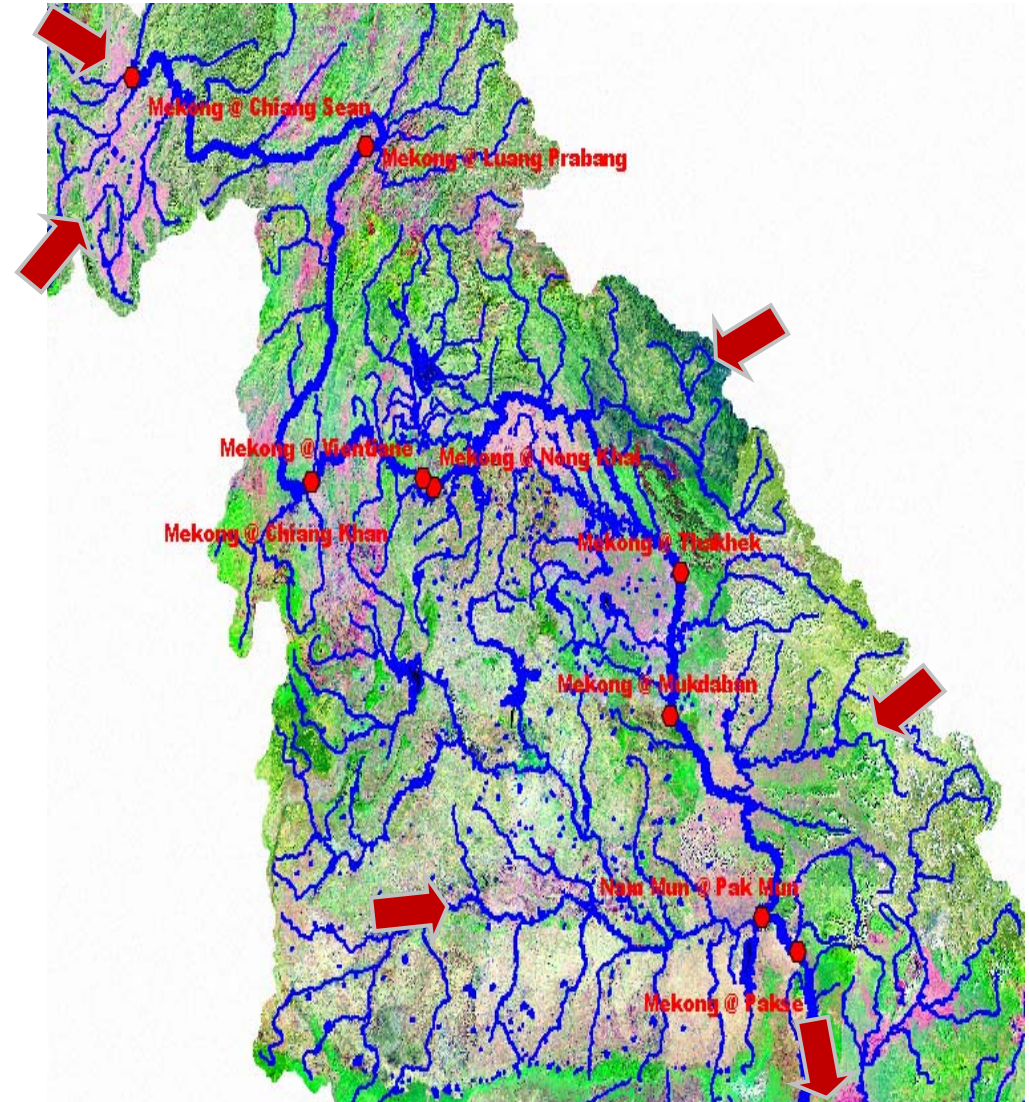 Mekong @ Chiang Sean
Mekong @ Luang Prabang
Mekong @ Vientiane
Mekong @ Nong Khai
Mekong @ Chiang Khan
Mekong @ Thakhek
Mekong @ Mukdahan
Nam Mun @ Pak Mun
Mekong @ Pakse